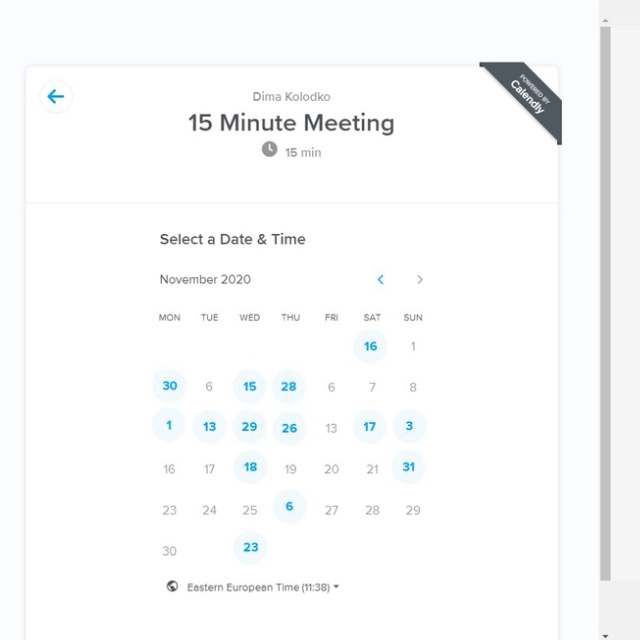 POWERED BY
Calendly
Dima Kolodko
15 Minute Meeting
15 min
Select a Date & Time
November 2020
MON TUE WED THU FRI SAT SUN
16 1
30 6 15 28 6 7 8
1 13 29 26 13 17 3
16 17 18 19 20 21 31
23 24 25 6 27 28 29
30 23
Eastern European Time (11:38)